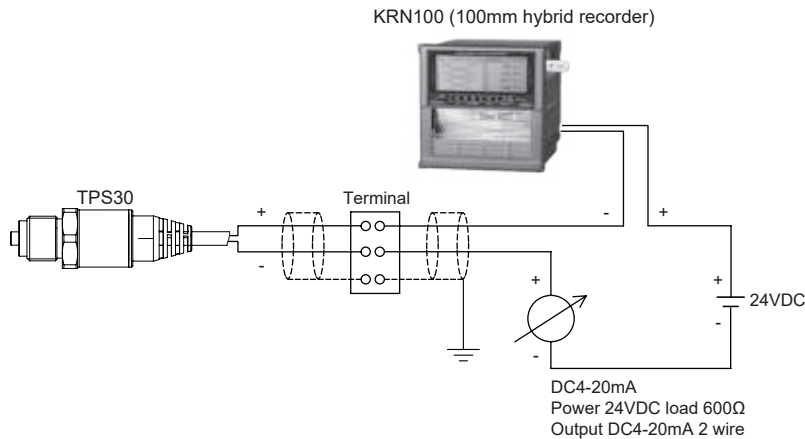 KRN100 (100mm hybrid recorder)
TPS30
Terminal
+
-
-
+
+
-
+
-
24VDC
DC4-20mA
Power 24VDC load 600Ω
Output DC4-20mA 2 wire